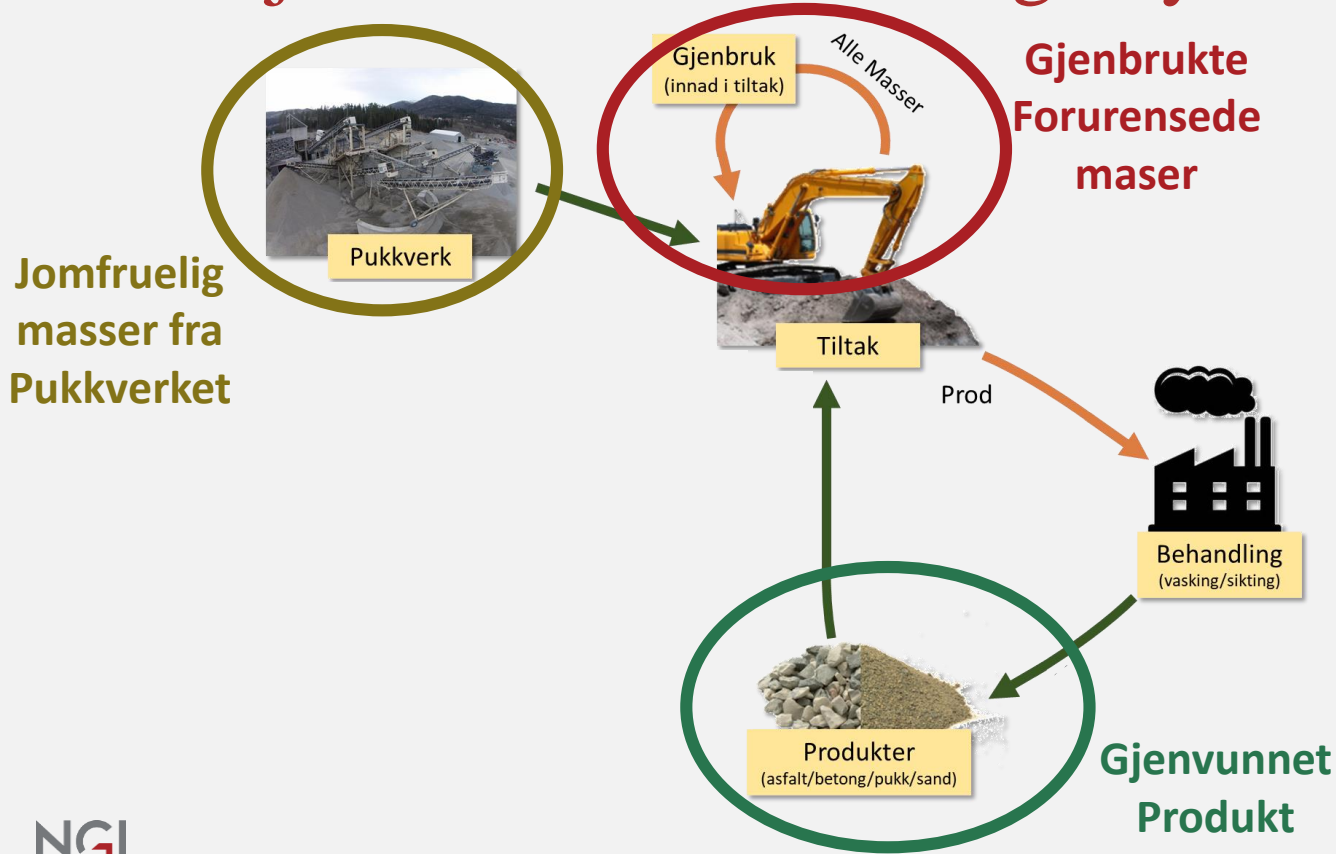 Gjenbruk
(innad i tiltak)
Alle Masser
Gjenbrukte
Forurensede
maser
Pukkverk
Jomfruelig
masser fra
Pukkverket
Tiltak
Prod
Behandling
(vasking/sikting)
Produkter
(asfalt/betong/pukk/sand)
Gjenvunnet
Produkt
NGI